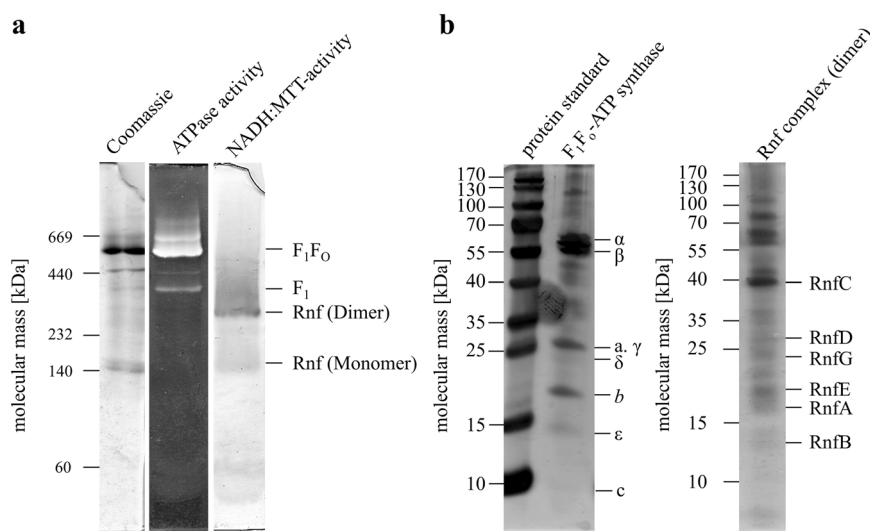 a
Coomassie
ATPase activity
NADH:MTT-activity
molecular mass [kDa]
669
440
232
140
60
F₁F₀
F₁
Rnf (Dimer)
Rnf (Monomer)
b
protein standard
F₁F₀-ATP synthase
molecular mass [kDa]
170
130
100
70
55
40
35
25
15
10
α
β
a, γ
δ
b
ε
c
Rnf complex (dimer)
molecular mass [kDa]
170
130
100
70
55
40
35
25
15
10
RnfC
RnfD
RnfG
RnfE
RnfA
RnfB